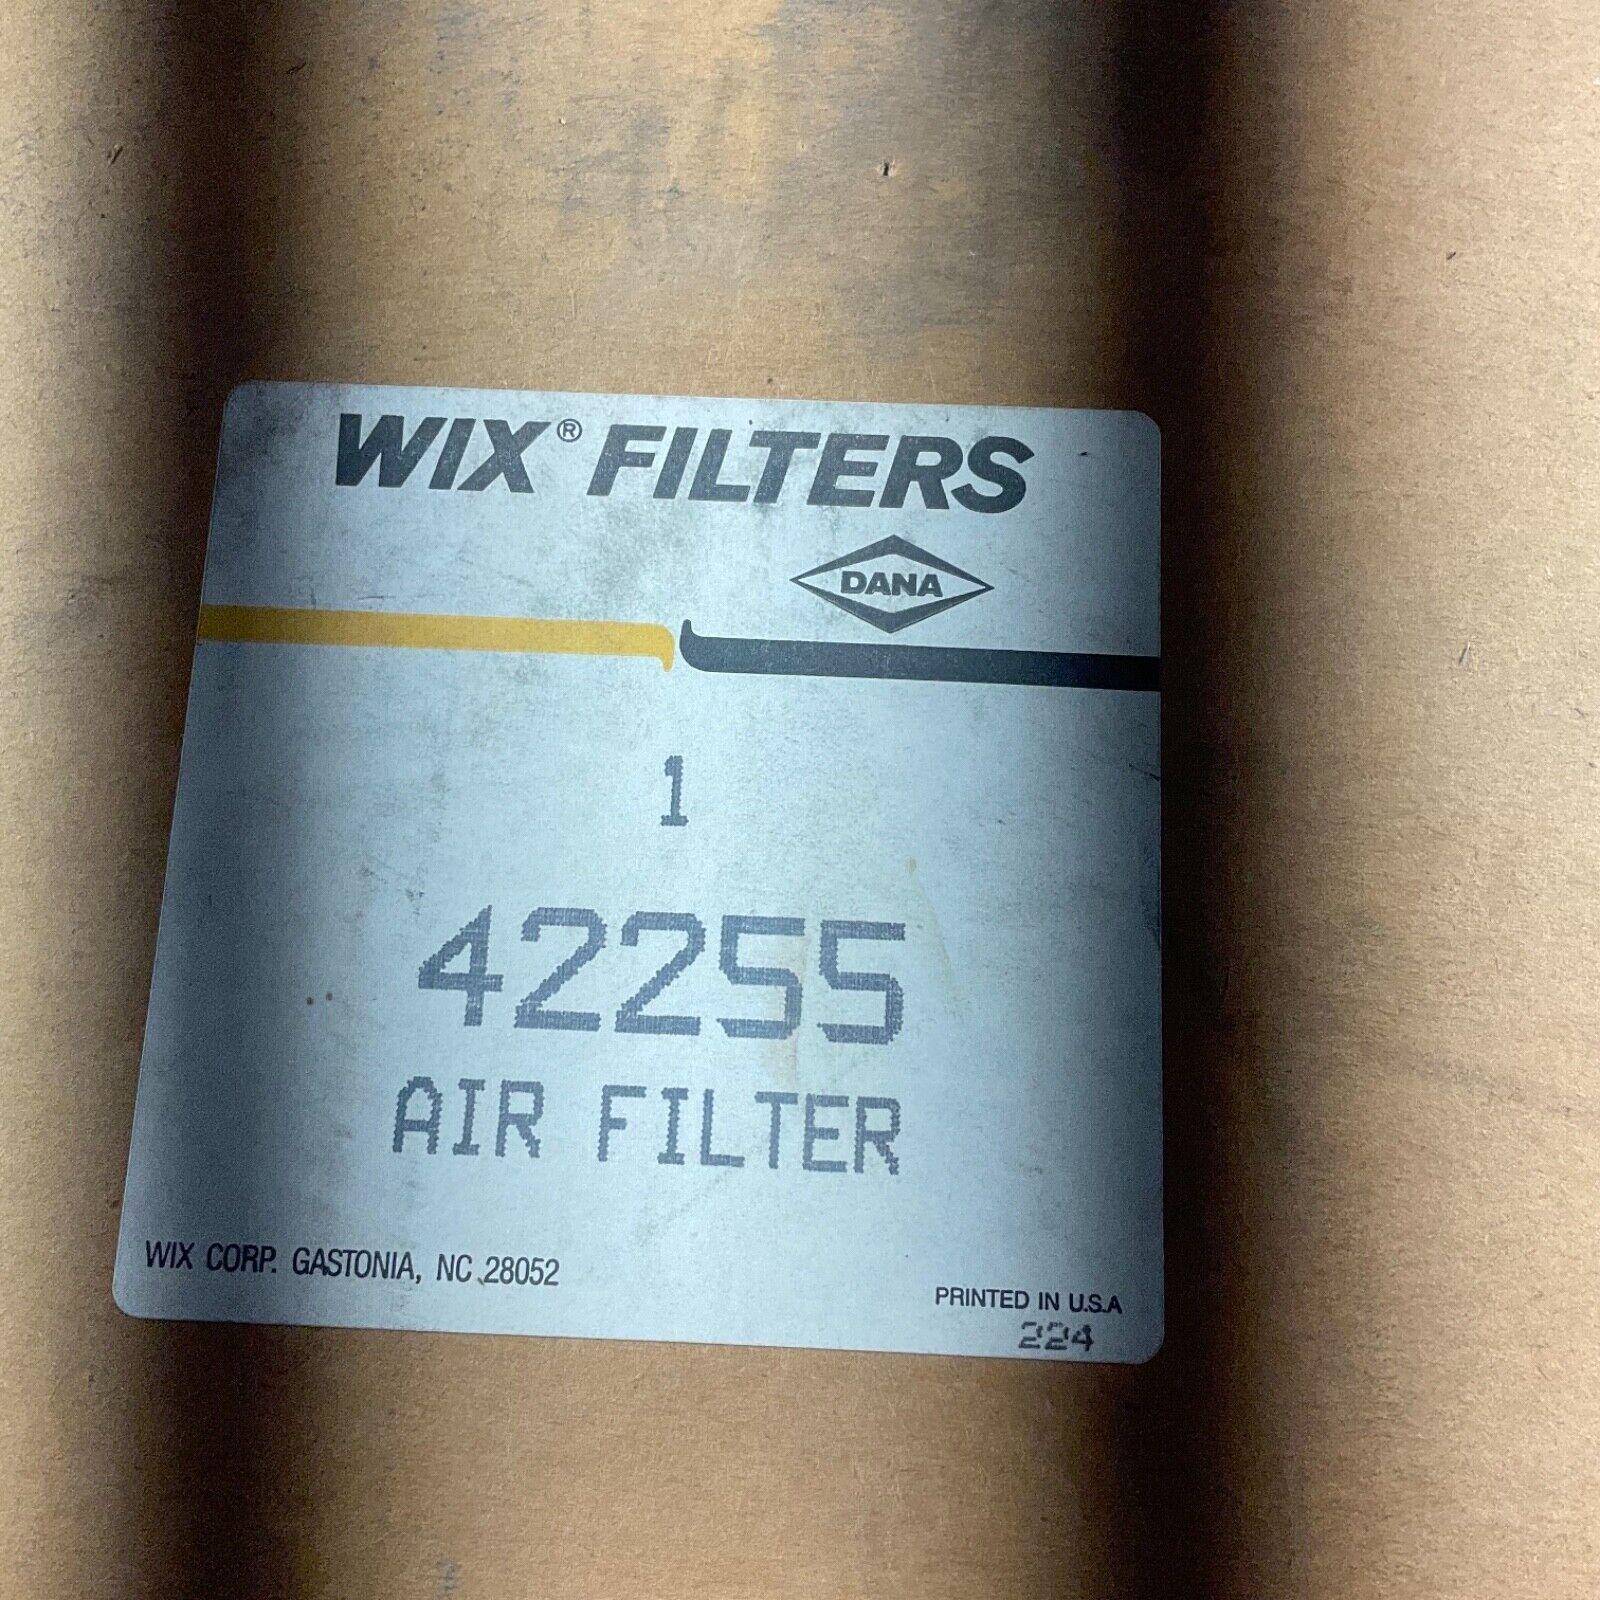 WIX® FILTERS
DANA
1
42255
AIR FILTER
WIX CORP. GASTONIA, NC 28052
PRINTED IN U.S.A
224